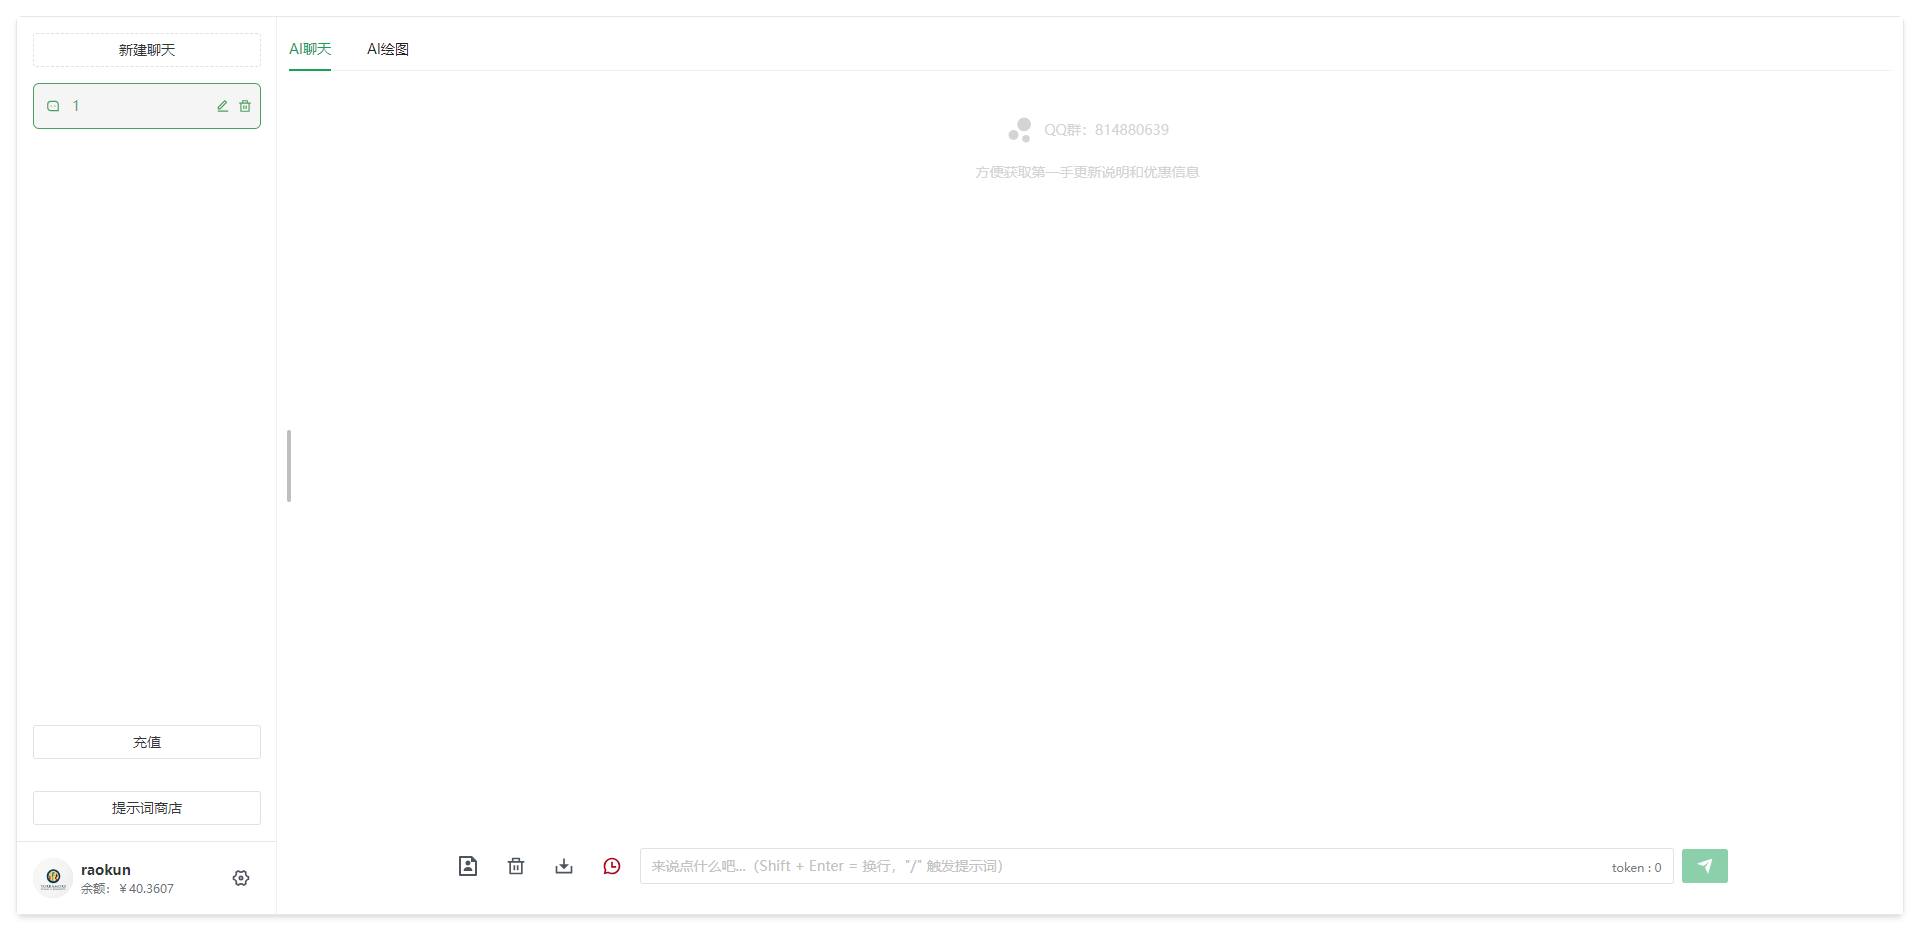 新建聊天
1
充值
提示词商店
raokun
余额：￥40.3607
AI聊天 AI绘图
QQ群：814880639
方便获取第一手更新说明和优惠信息
来说点什么吧...（Shift + Enter = 换行，"/" 触发提示词）
token : 0